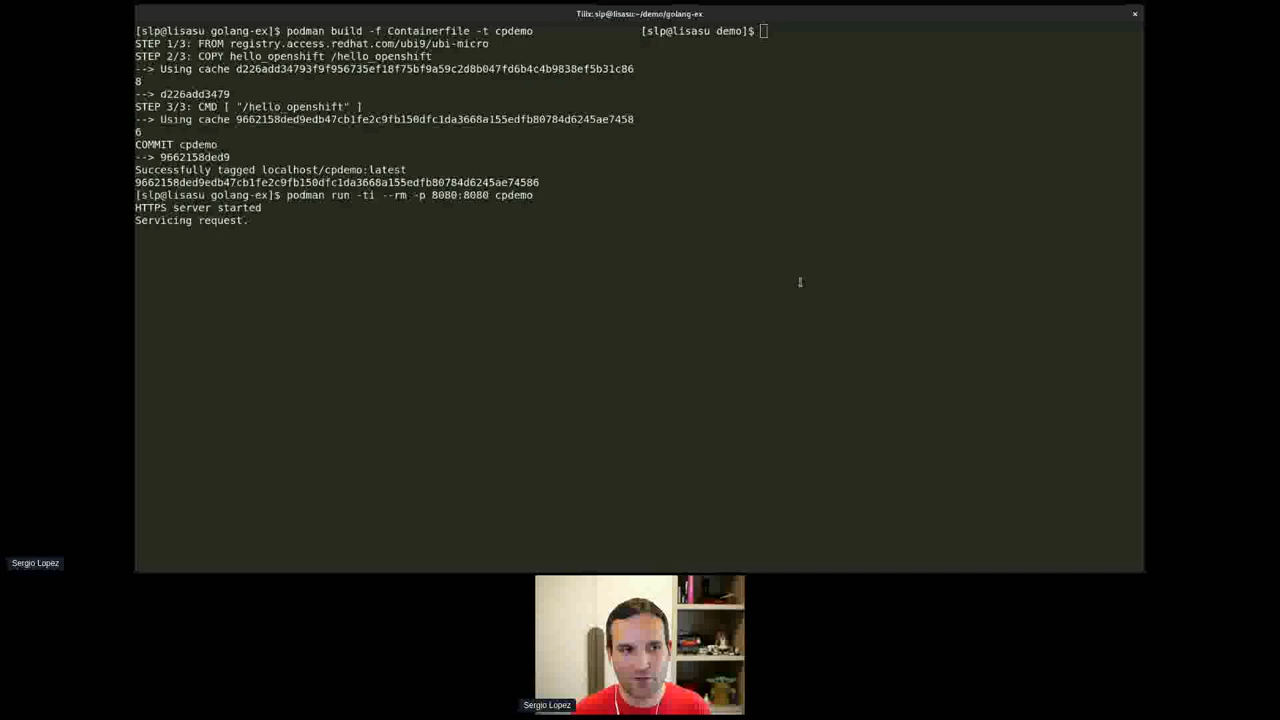 Tilix: slp@lisasu:~/demo/golang-ex
[slp@lisasu golang-ex]$ podman build -f Containerfile -t cpdemo
STEP 1/3: FROM registry.access.redhat.com/ubi9/ubi-micro
STEP 2/3: COPY hello_openshift /hello_openshift
--> Using cache d226add34793f9f956735ef18f75bf9a59c2d8b047fd6b4c4b9838ef5b31c86
8
--> d226add3479
STEP 3/3: CMD [ "/hello_openshift" ]
--> Using cache 9662158ded9edb47cb1fe2c9fb150dfc1da3668a155edfb80784d6245ae7458
6
COMMIT cpdemo
--> 9662158ded9
Successfully tagged localhost/cpdemo:latest
9662158ded9edb47cb1fe2c9fb150dfc1da3668a155edfb80784d6245ae74586
[slp@lisasu golang-ex]$ podman run -ti --rm -p 8080:8080 cpdemo
HTTPS server started
Servicing request.
[slp@lisasu demo]$
Sergio Lopez
Sergio Lopez